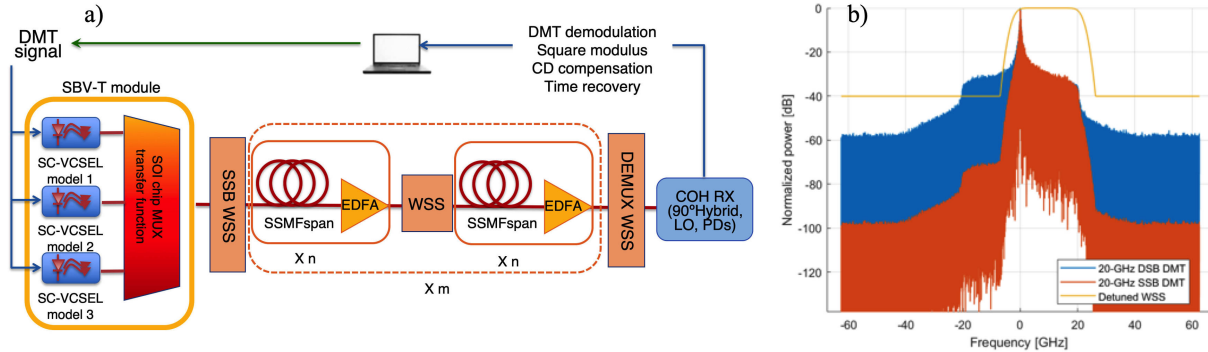 a)
DMT
signal
DMT demodulation
Square modulus
CD compensation
Time recovery
SBV-T module
SC-VCSEL
model 1
SC-VCSEL
model 2
SC-VCSEL
model 3
SOI chip MUX
transfer function
SSB WSS
SSMFspan
EDFA
X n
WSS
SSMFspan
EDFA
X n
X m
DEMUX WSS
COH RX
(90ºHybrid,
LO, PDs)
b)
Normalized power [dB]
0
-20
-40
-60
-80
-100
-120
-60
-40
-20
0
20
40
60
Frequency [GHz]
20-GHz DSB DMT
20-GHz SSB DMT
Detuned WSS